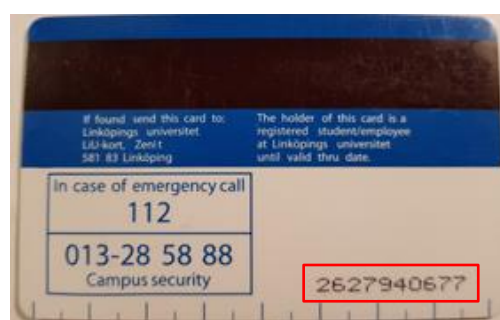 If found send this card to:
Linköpings universitet
LiU-kort, Zenit
581 83 Linköping
The holder of this card is a
registered student/employee
at Linköpings universitet
until valid thru date.
In case of emergency call
112
013-28 58 88
Campus security
2627940677